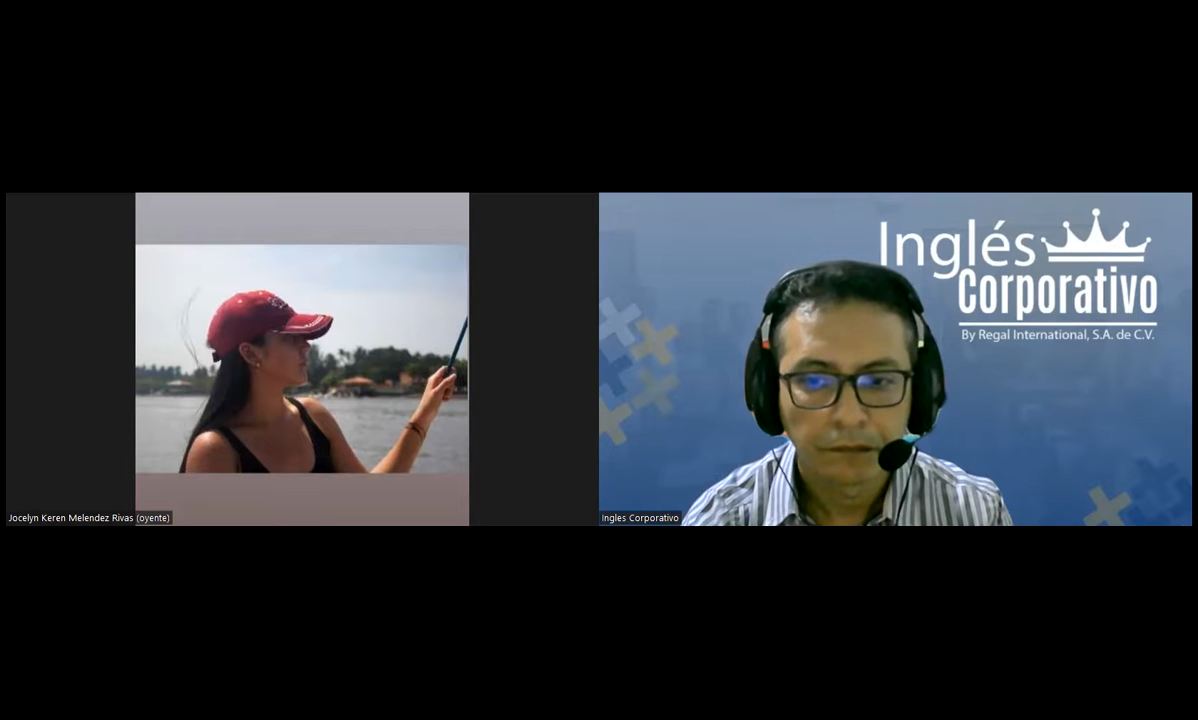 Jocelyn Keren Melendez Rivas (oyente)
Inglés
Corporativo
By Regal International, S.A. de C.V.
Ingles Corporativo